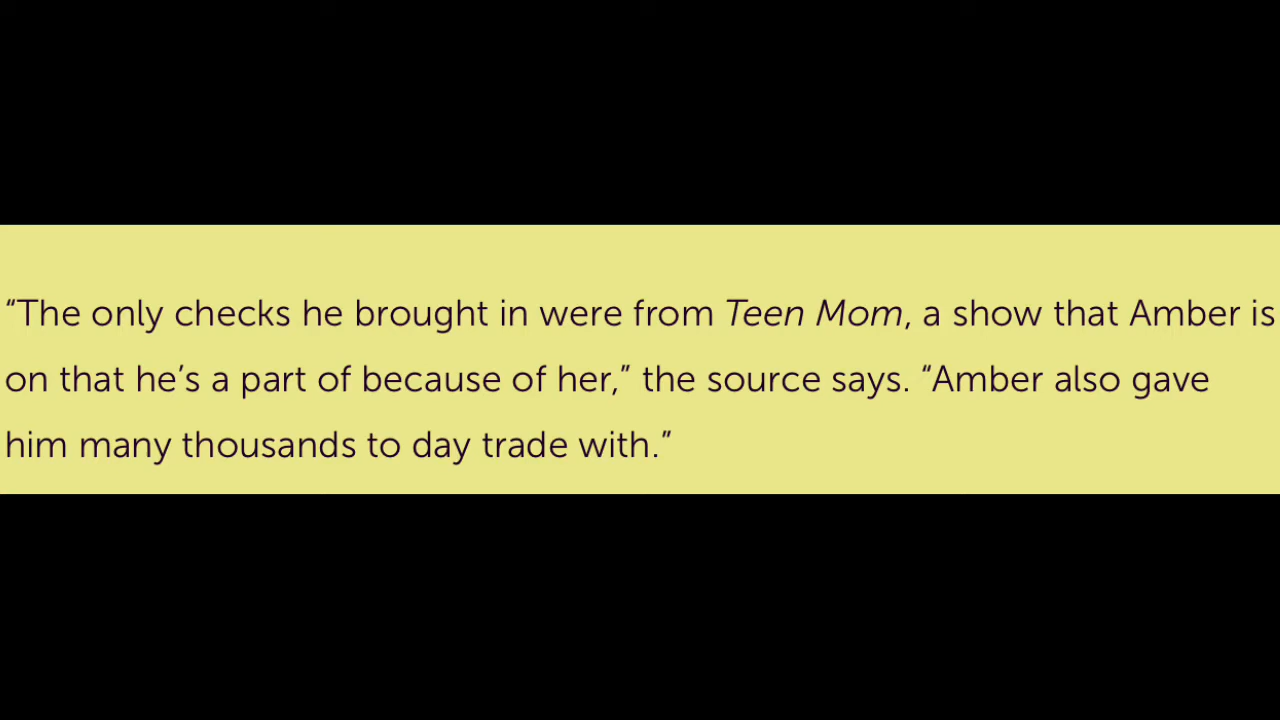 “The only checks he brought in were from Teen Mom, a show that Amber is
on that he’s a part of because of her,” the source says. “Amber also gave
him many thousands to day trade with.”